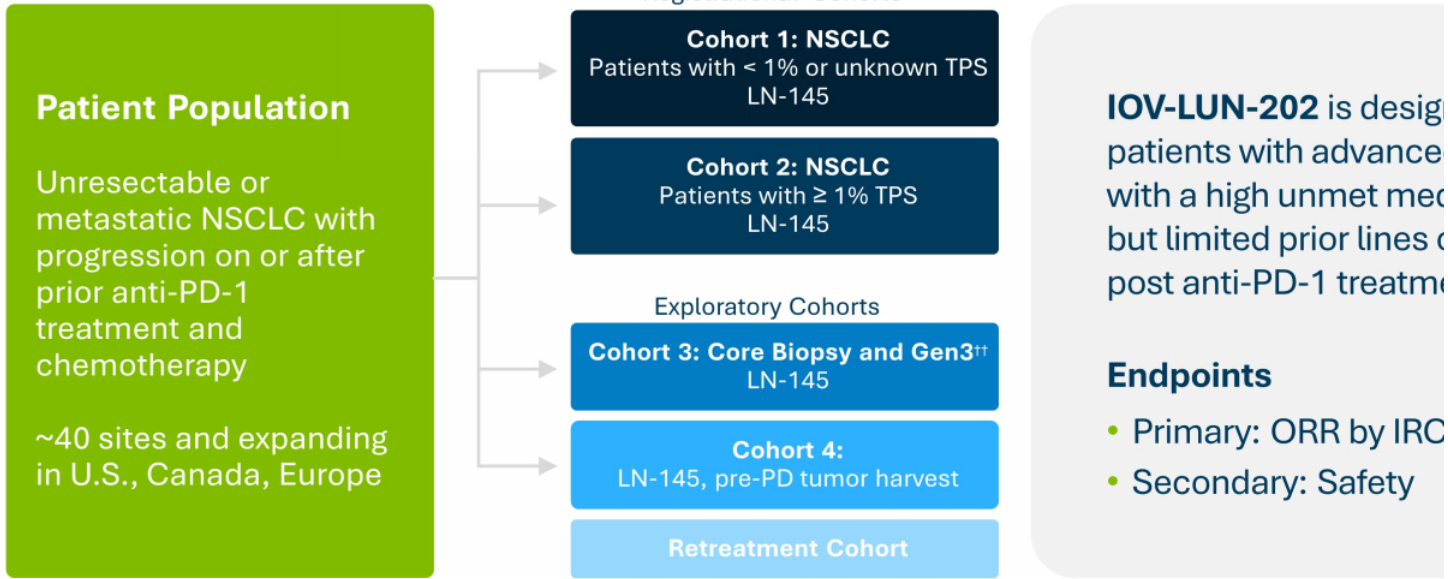 Patient Population
Unresectable or
metastatic NSCLC with
progression on or after
prior anti-PD-1
treatment and
chemotherapy
~40 sites and expanding
in U.S., Canada, Europe
Cohort 1: NSCLC
Patients with < 1% or unknown TPS
LN-145
Cohort 2: NSCLC
Patients with ≥ 1% TPS
LN-145
Exploratory Cohorts
Cohort 3: Core Biopsy and Gen3††
LN-145
Cohort 4:
LN-145, pre-PD tumor harvest
Retreatment Cohort
IOV-LUN-202 is
patients with
with a high unmet
but limited prior lines
post anti-PD-1
Endpoints
• Primary: ORR by IRC
• Secondary: Safety